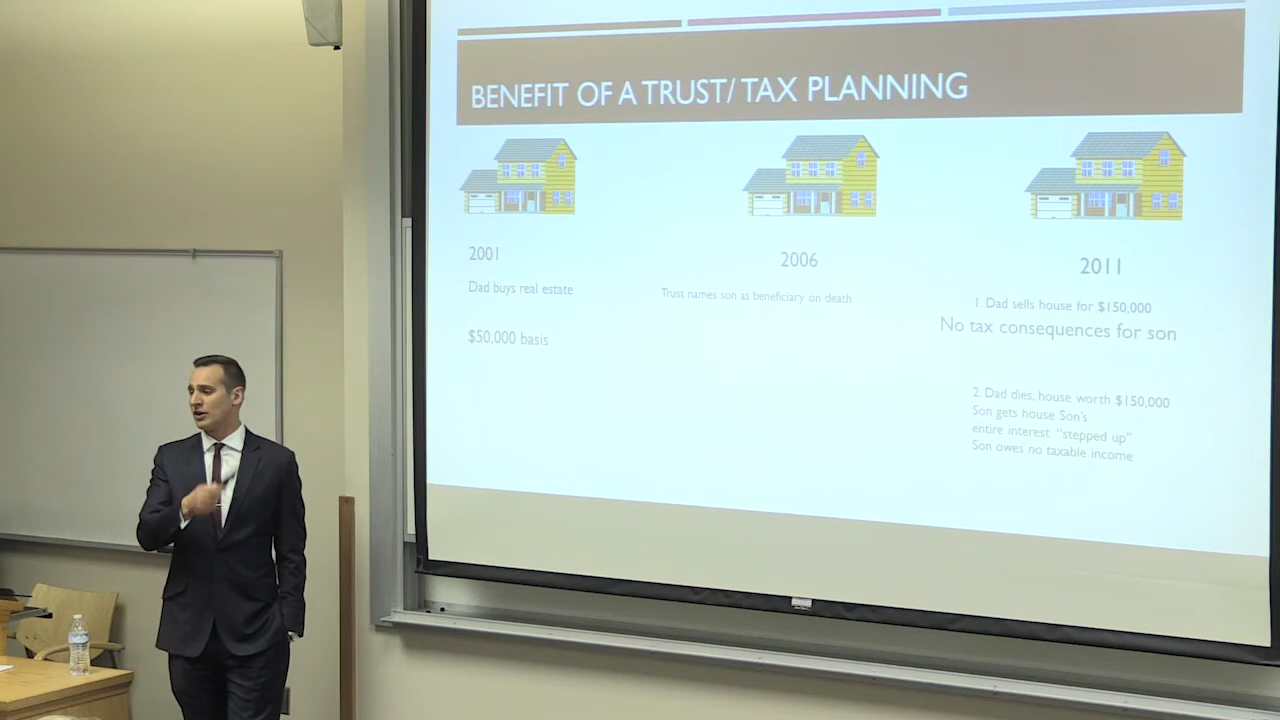 BENEFIT OF A TRUST/ TAX PLANNING
2001
Dad buys real estate
$50,000 basis
2006
Trust names son as beneficiary on death
2011
1 Dad sells house for $150,000
No tax consequences for son
2. Dad dies, house worth $150,000
Son gets house Son's
entire interest "stepped up"
Son owes no taxable income